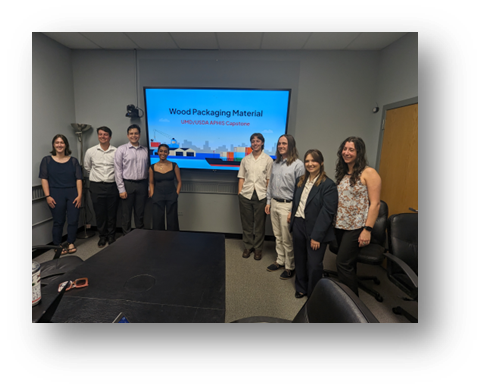 Wood Packaging Material
UMD/USDA APHIS Capstone